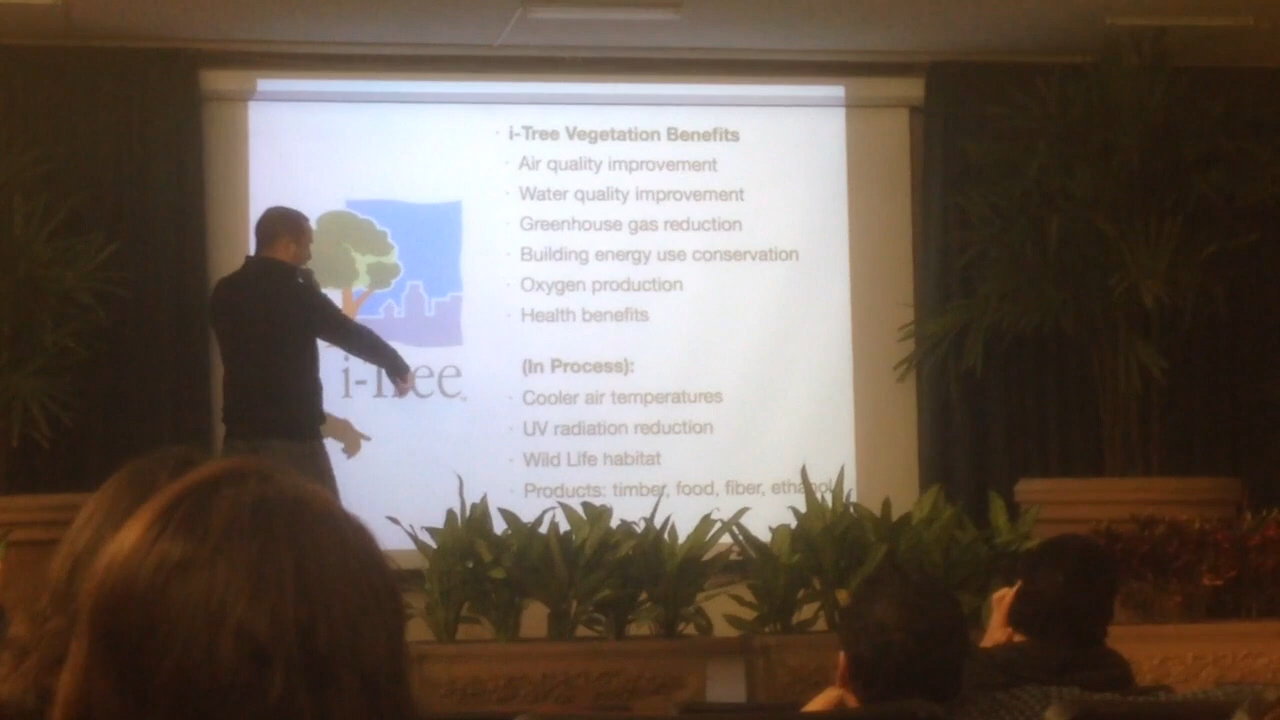 · i-Tree Vegetation Benefits
· Air quality improvement
· Water quality improvement
· Greenhouse gas reduction
· Building energy use conservation
· Oxygen production
· Health benefits
(In Process):
· Cooler air temperatures
· UV radiation reduction
· Wild Life habitat
· Products: timber, food, fiber, ethanol
i-Tree